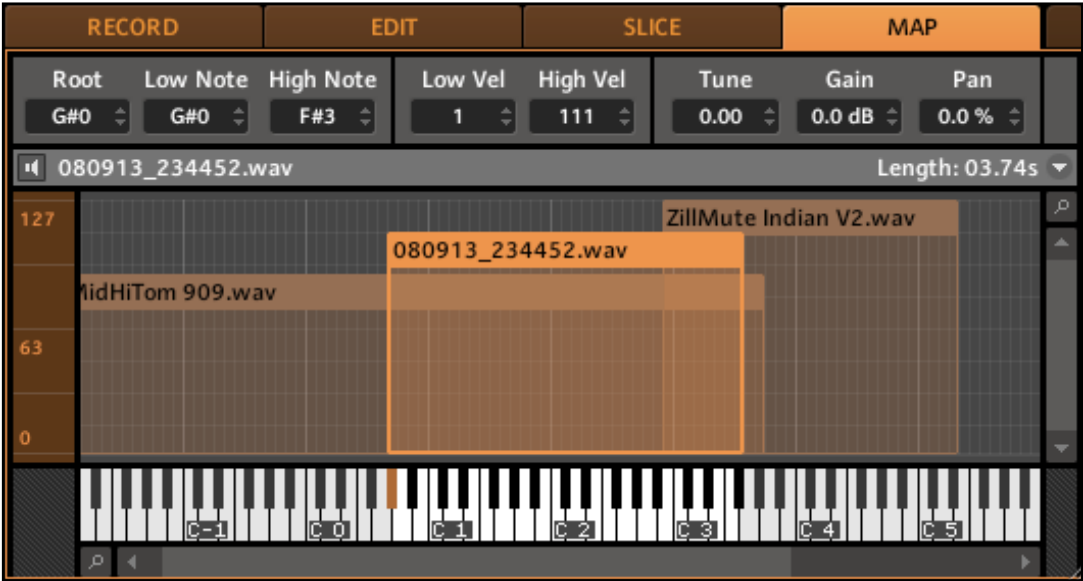 RECORD EDIT SLICE MAP
Root Low Note High Note Low Vel High Vel Tune Gain Pan
G#0 G#0 F#3 1 111 0.00 0.0 dB 0.0 %
080913_234452.wav Length: 03.74s
127
ZillMute Indian V2.wav
080913_234452.wav
MidHiTom 909.wav
63
0
C-1 C 0 C 1 C 2 C 3 C 4 C 5